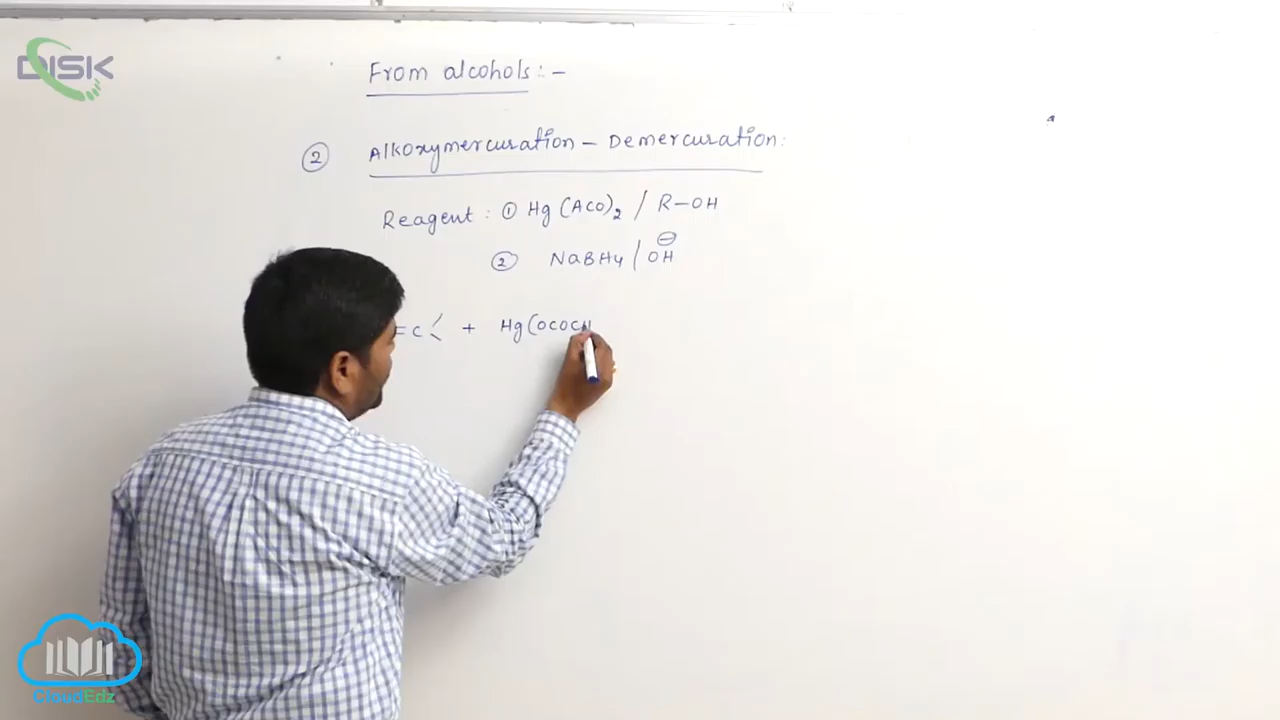 DISK
From alcohols :-
② Alkoxymercuration - Demercuration:
Reagent : ① Hg (AcO)₂ / R-OH
② NaBH₄ / OH⊖
=C< + Hg(OCOCH
CloudEdz